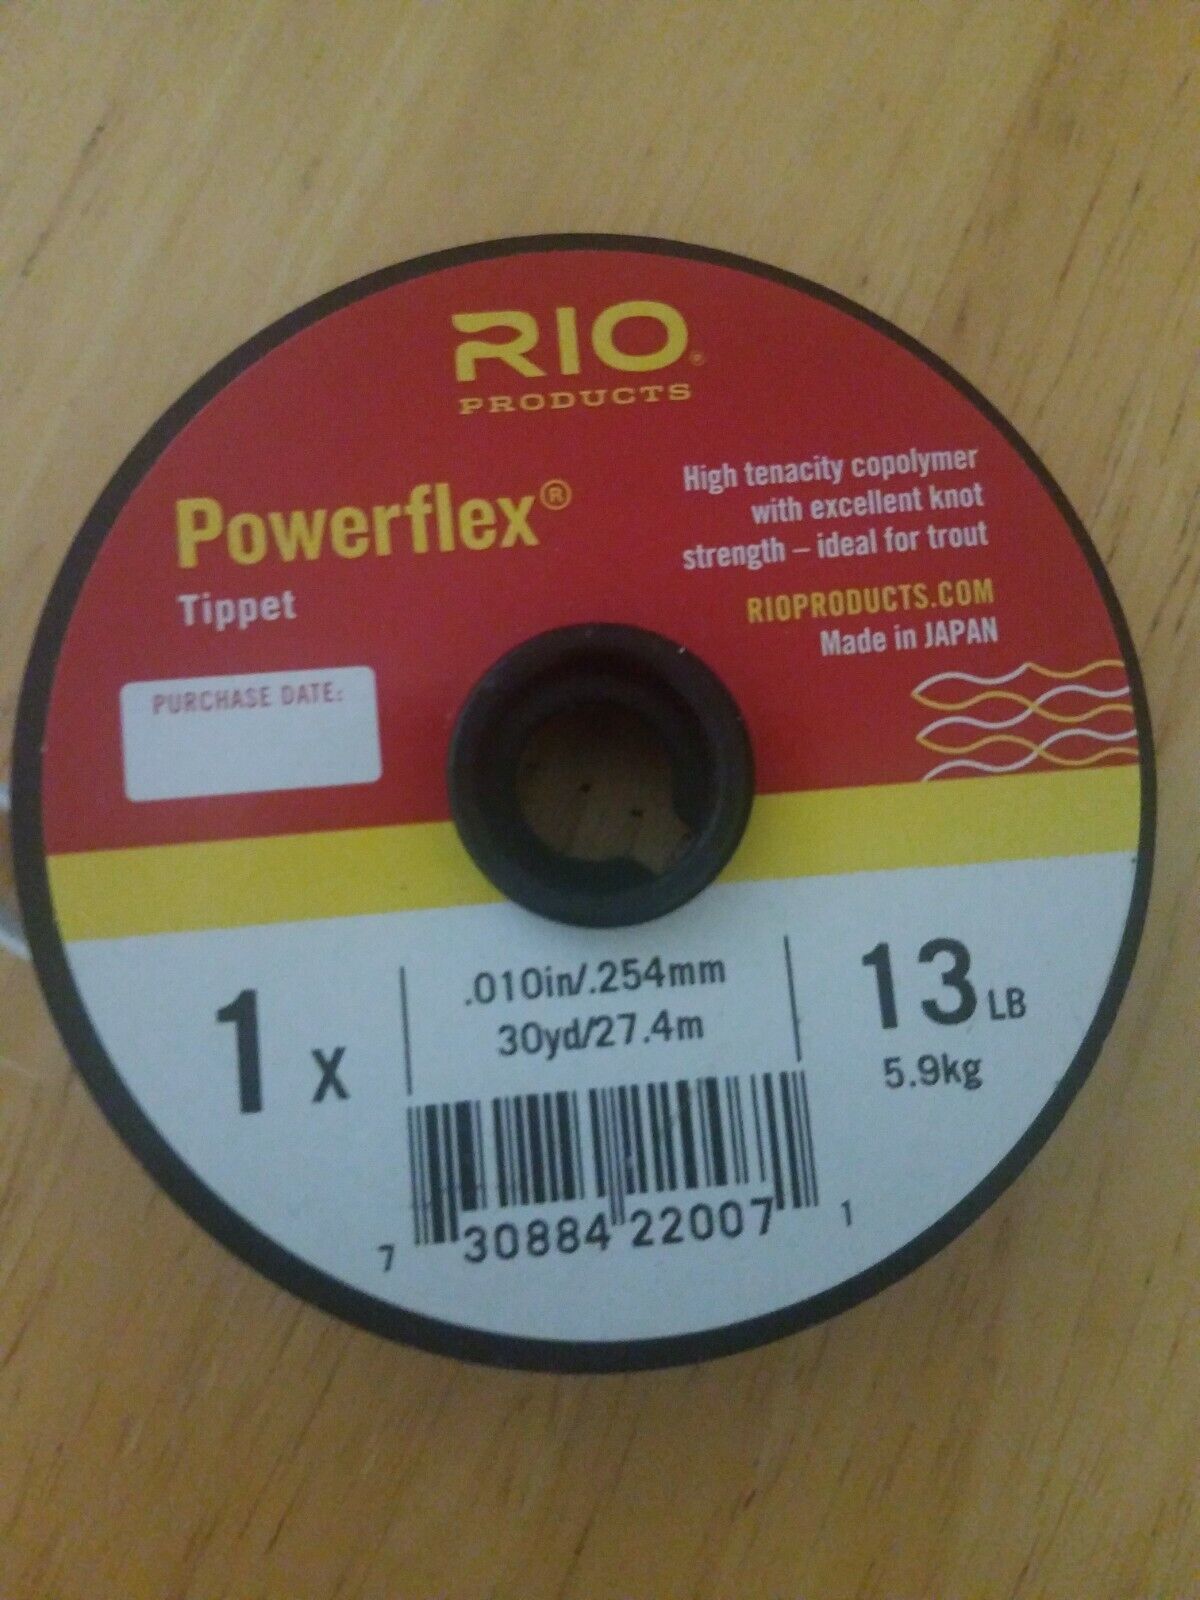 RIO®
PRODUCTS
Powerflex®
Tippet
High tenacity copolymer
with excellent knot
strength – ideal for trout
RIOPRODUCTS.COM
Made in JAPAN
PURCHASE DATE:
1 X
.010in/.254mm
30yd/27.4m
13 LB
5.9kg
7 30884 22007 1